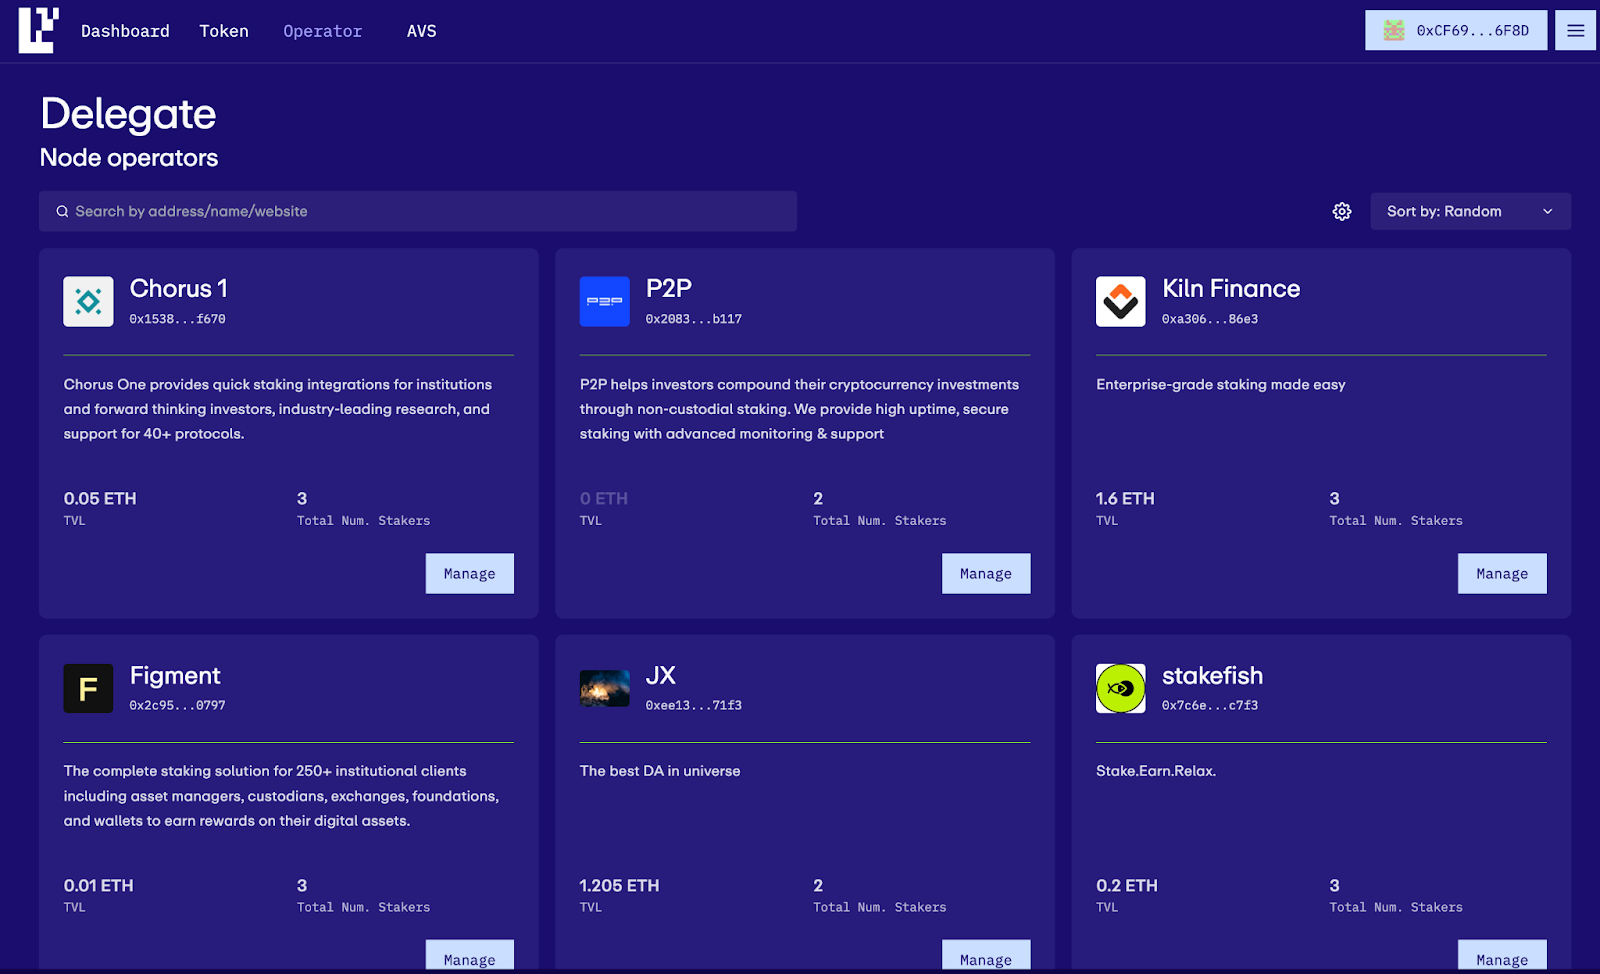 Dashboard Token Operator AVS 0xCF69...6F8D
Delegate
Node operators
Search by address/name/website
Sort by: Random
Chorus 1
0x1538...f670
Chorus One provides quick staking integrations for institutions
and forward thinking investors, industry-leading research, and
support for 40+ protocols.
0.05 ETH 3
TVL Total Num. Stakers
Manage
P2P
P2P
0x2083...b117
P2P helps investors compound their cryptocurrency investments
through non-custodial staking. We provide high uptime, secure
staking with advanced monitoring & support
0 ETH 2
TVL Total Num. Stakers
Manage
Kiln Finance
0xa306...86e3
Enterprise-grade staking made easy
1.6 ETH 3
TVL Total Num. Stakers
Manage
F
Figment
0x2c95...0797
The complete staking solution for 250+ institutional clients
including asset managers, custodians, exchanges, foundations,
and wallets to earn rewards on their digital assets.
0.01 ETH 3
TVL Total Num. Stakers
Manage
JX
0xee13...71f3
The best DA in universe
1.205 ETH 2
TVL Total Num. Stakers
Manage
stakefish
0x7c6e...c7f3
Stake.Earn.Relax.
0.2 ETH 3
TVL Total Num. Stakers
Manage